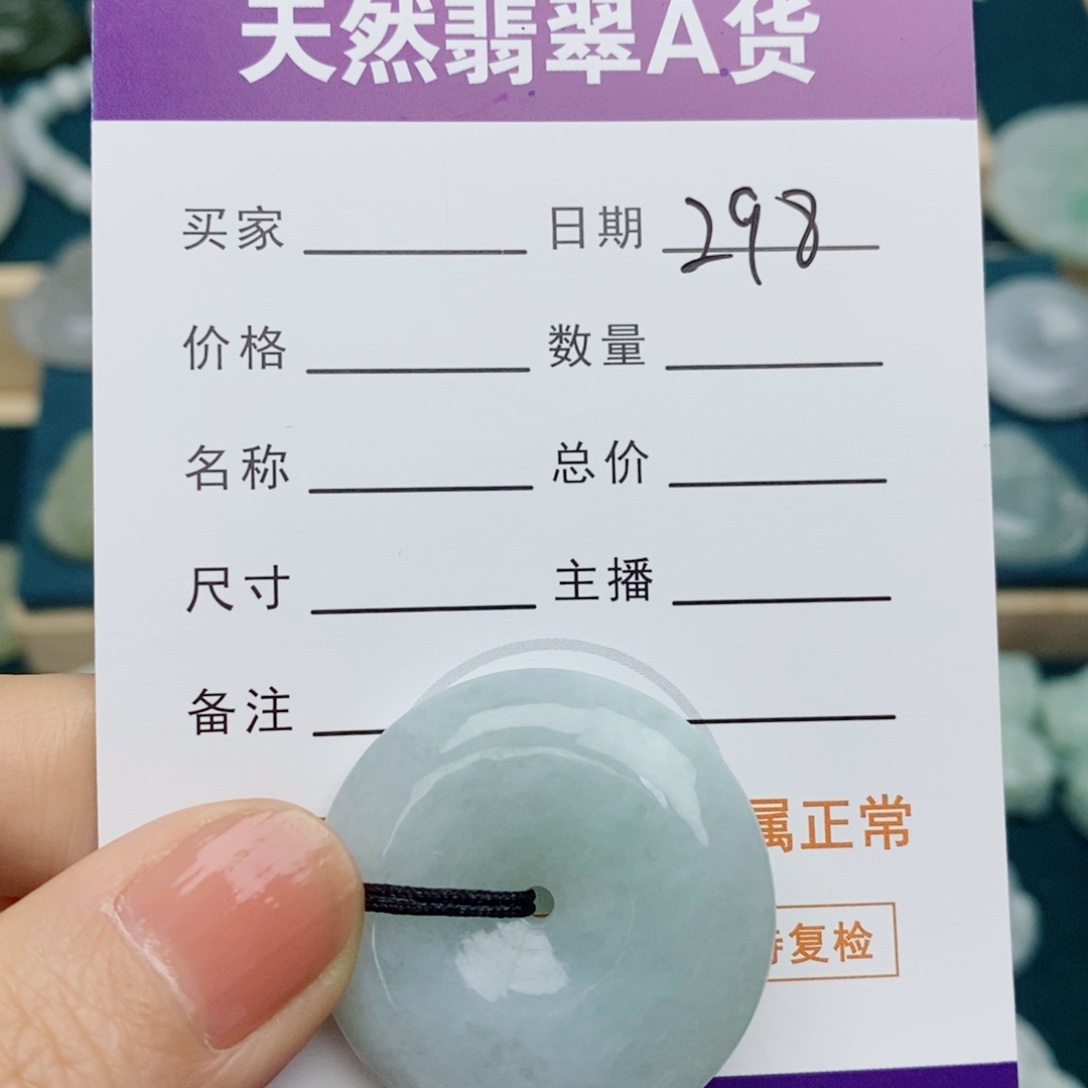 天然翡翠A货
买家 日期 298
价格 数量
名称 总价
尺寸 主播
备注
属正常
复检